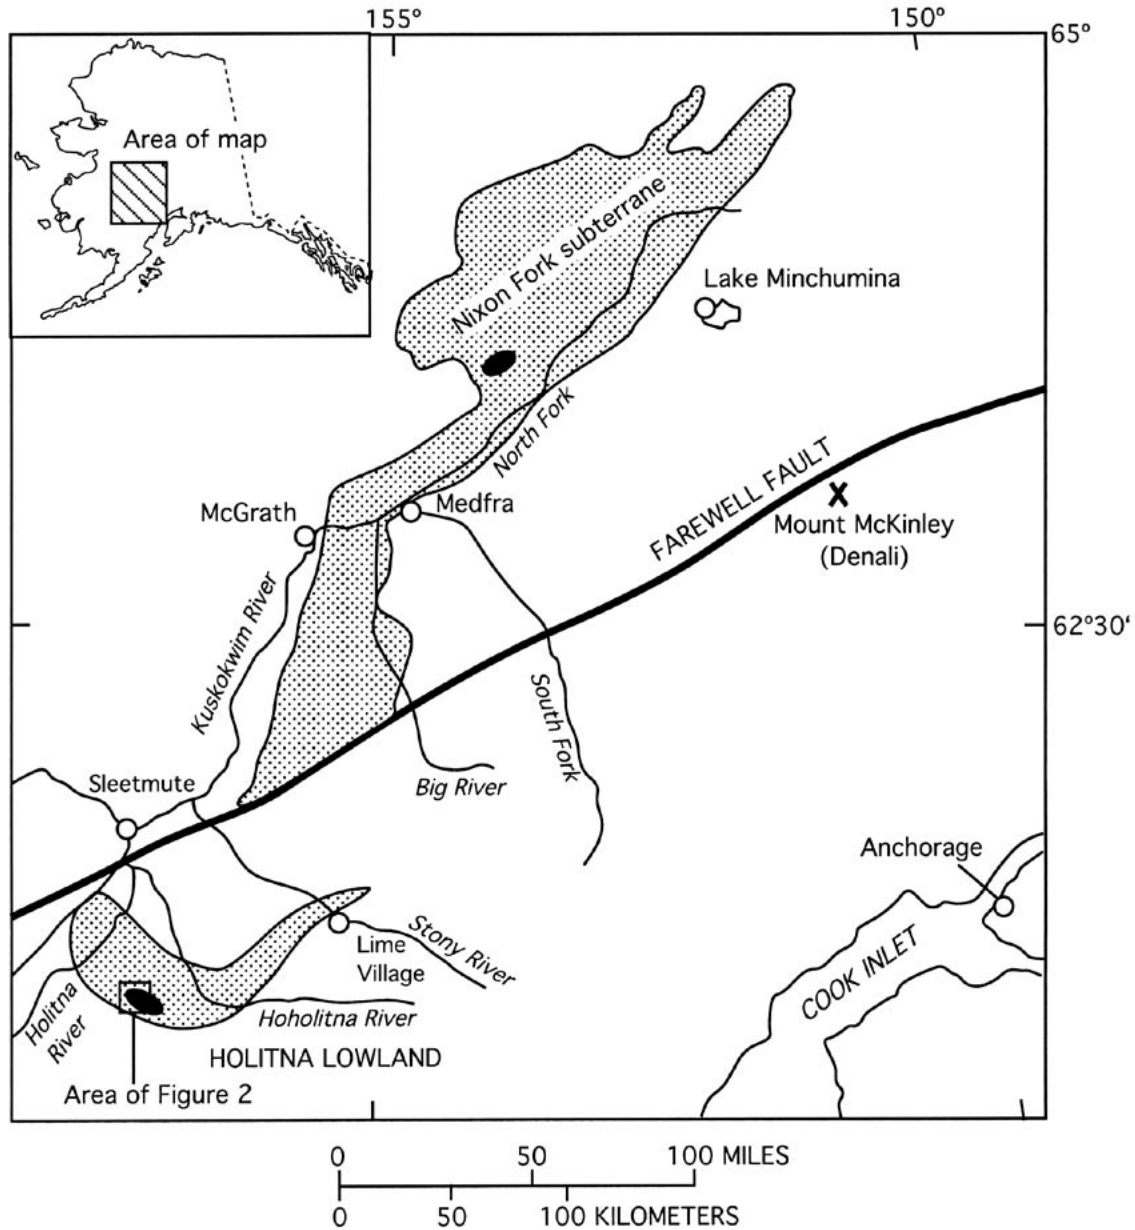 155°
150°
65°
Area of map
Nixon Fork subterrane
Lake Minchumina
North Fork
McGrath
Medfra
FAREWELL FAULT
Mount McKinley
(Denali)
62°30‘
Kuskokwim River
South Fork
Big River
Sleetmute
Anchorage
Lime
Village
Stony River
COOK INLET
Holitna
River
Hoholitna River
HOLITNA LOWLAND
Area of Figure 2
0 50 100 MILES
0 50 100 KILOMETERS